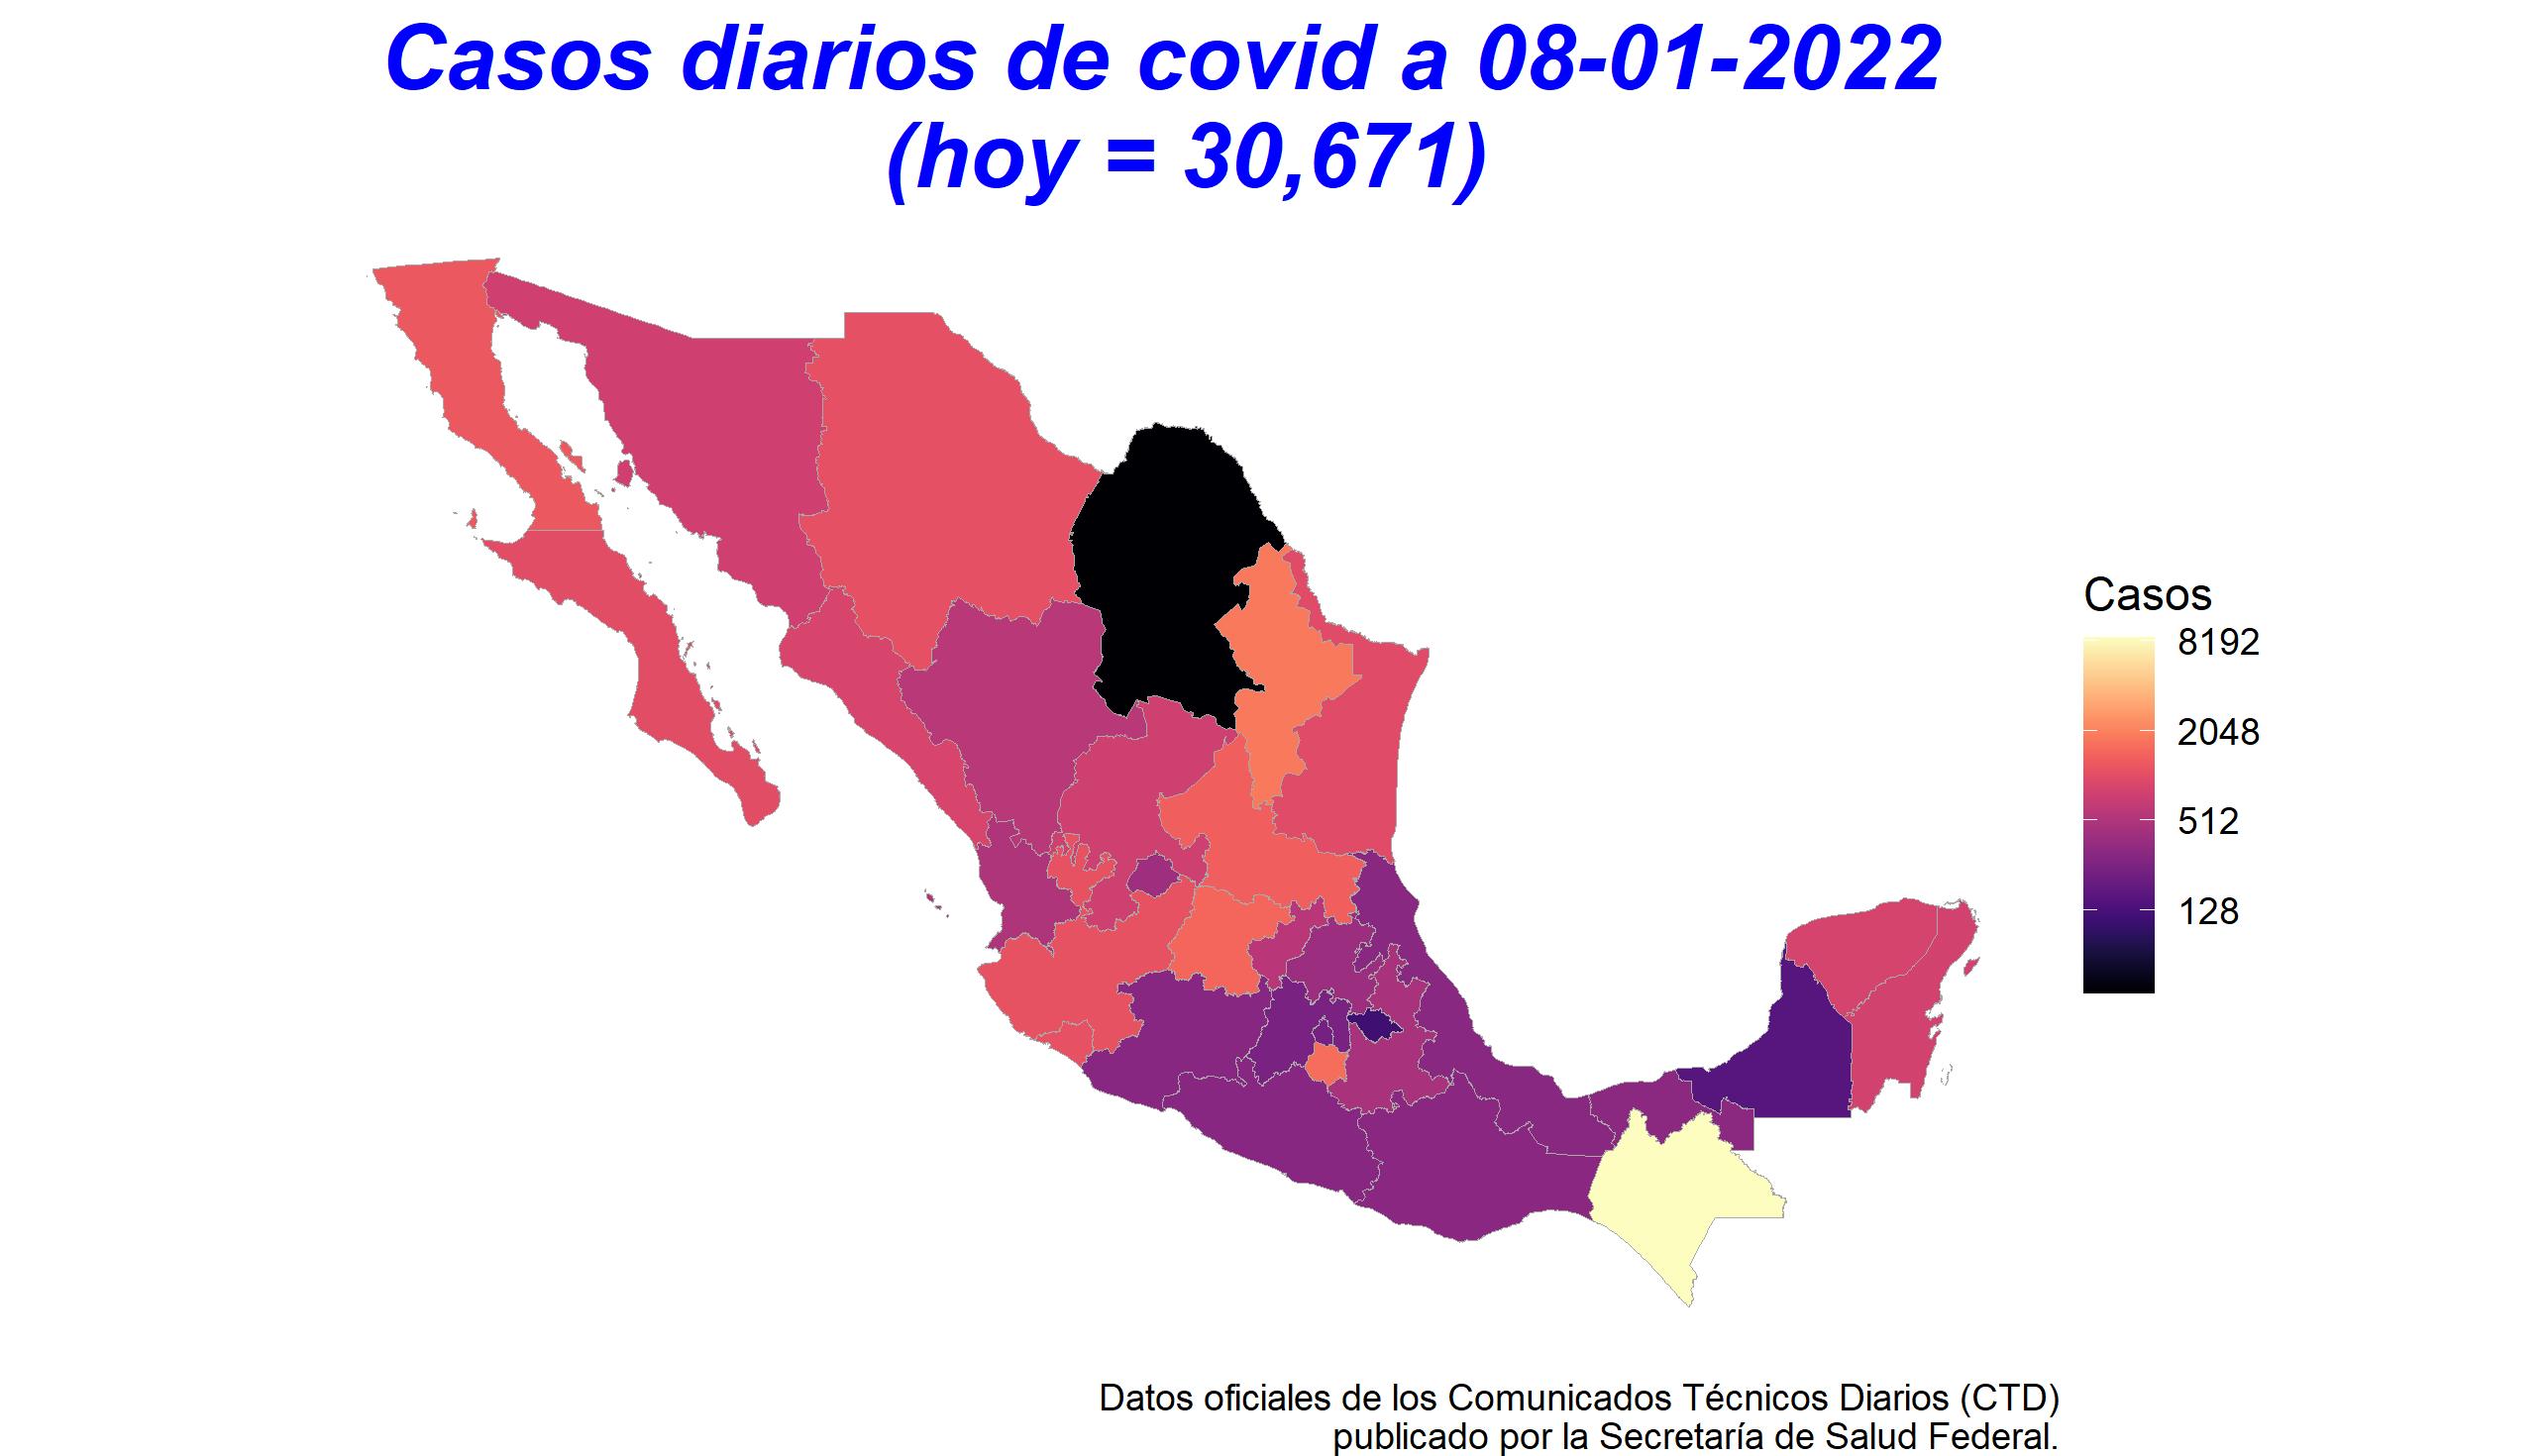 Casos diarios de covid a 08-01-2022
(hoy = 30,671)
Casos
8192
2048
512
128
Datos oficiales de los Comunicados Técnicos Diarios (CTD)
publicado por la Secretaría de Salud Federal.